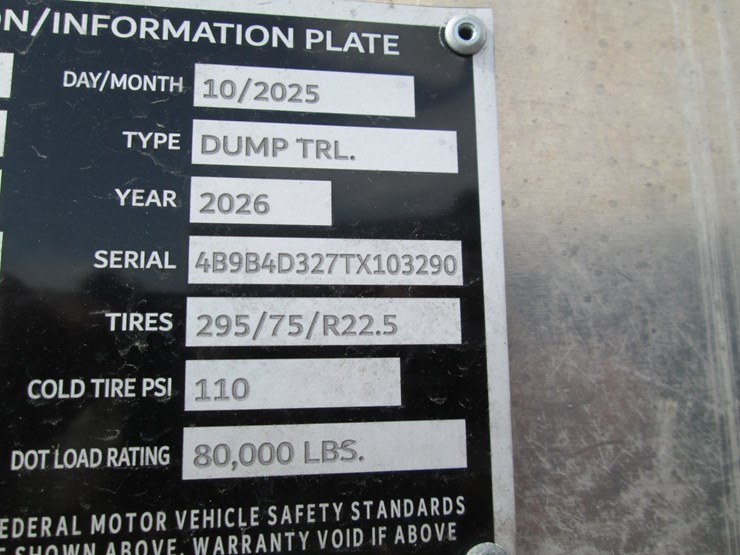 ON/INFORMATION PLATE
DAY/MONTH 10/2025
TYPE DUMP TRL.
YEAR 2026
SERIAL 4B9B4D327TX103290
TIRES 295/75/R22.5
COLD TIRE PSI 110
DOT LOAD RATING 80,000 LBS.
EDERAL MOTOR VEHICLE SAFETY STANDARDS
SHOWN ABOVE. WARRANTY VOID IF ABOVE